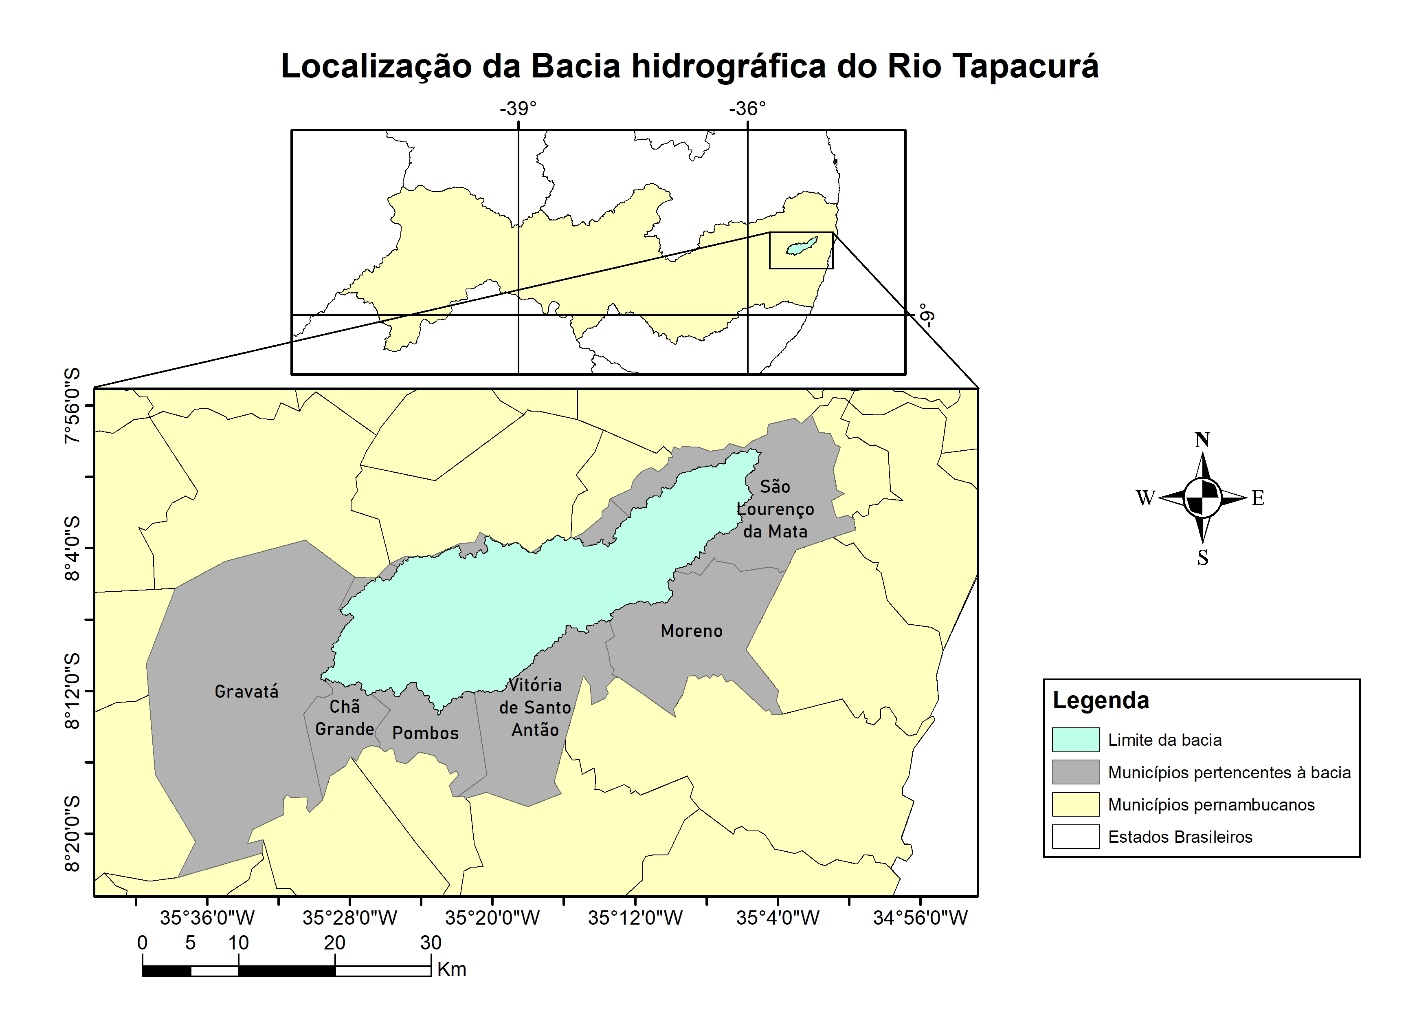 Localização da Bacia hidrográfica do Rio Tapacurá
-39° -36°
-9°
7°56'0"S
8°4'0"S
8°12'0"S
8°20'0"S
São
Lourenço
da Mata
Moreno
Gravatá
Chã
Grande
Pombos
Vitória
de Santo
Antão
35°36'0"W 35°28'0"W 35°20'0"W 35°12'0"W 35°4'0"W 34°56'0"W
0 5 10 20 30
Km
N
W E
S
Legenda
Limite da bacia
Municípios pertencentes à bacia
Municípios pernambucanos
Estados Brasileiros